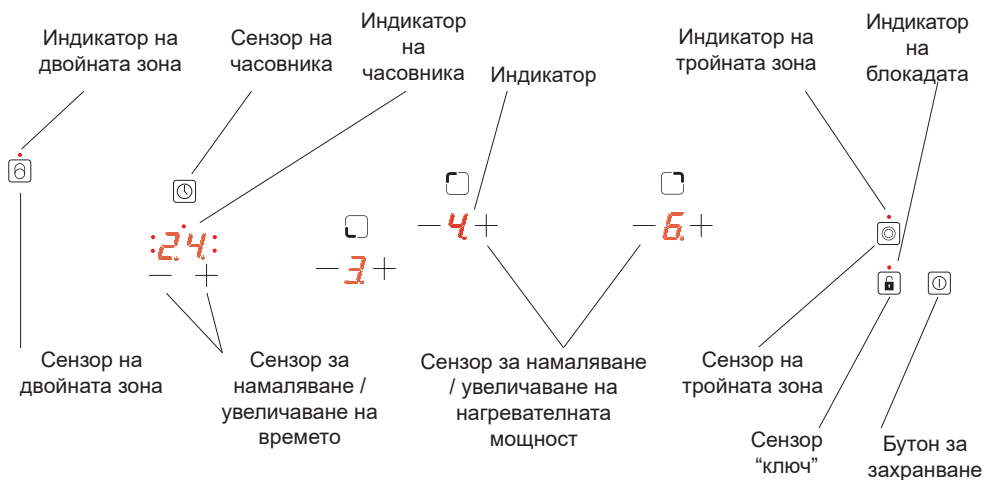 Индикатор на
двойната зона
Сензор на
часовника
Индикатор
на
часовника
Индикатор
Индикатор на
тройната зона
Индикатор
на
блокадата
2.4.
− +
− 3. +
− 4. +
− 6. +
Сензор на
двойната зона
Сензор за
намаляване /
увеличаване на
времето
Сензор за намаляване
/ увеличаване на
нагревателната
мощност
Сензор на
тройната зона
Сензор
“ключ”
Бутон за
захранване